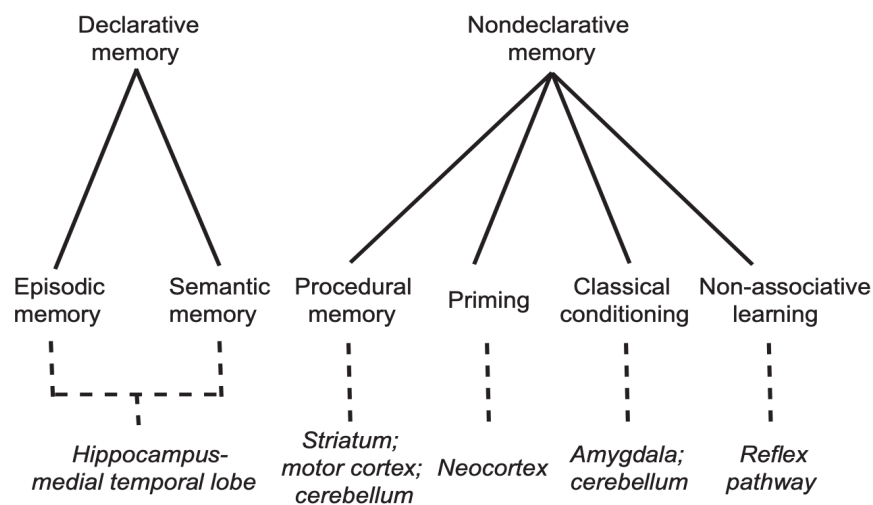 Declarative
memory
Nondeclarative
memory
Episodic
memory
Semantic
memory
Procedural
memory
Priming
Classical
conditioning
Non-associative
learning
Hippocampus-
medial temporal lobe
Striatum;
motor cortex;
cerebellum
Neocortex
Amygdala;
cerebellum
Reflex
pathway